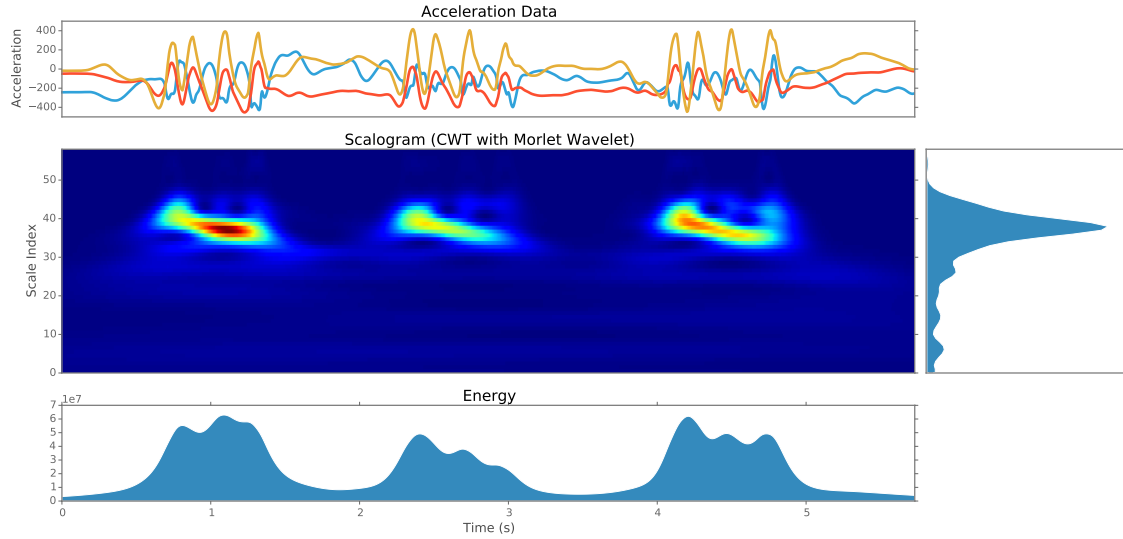 Acceleration Data
Acceleration
400
200
0
−200
−400
Scalogram (CWT with Morlet Wavelet)
Scale Index
50
40
30
20
10
0
Energy
1e7
7
6
5
4
3
2
1
0
0 1 2 3 4 5
Time (s)